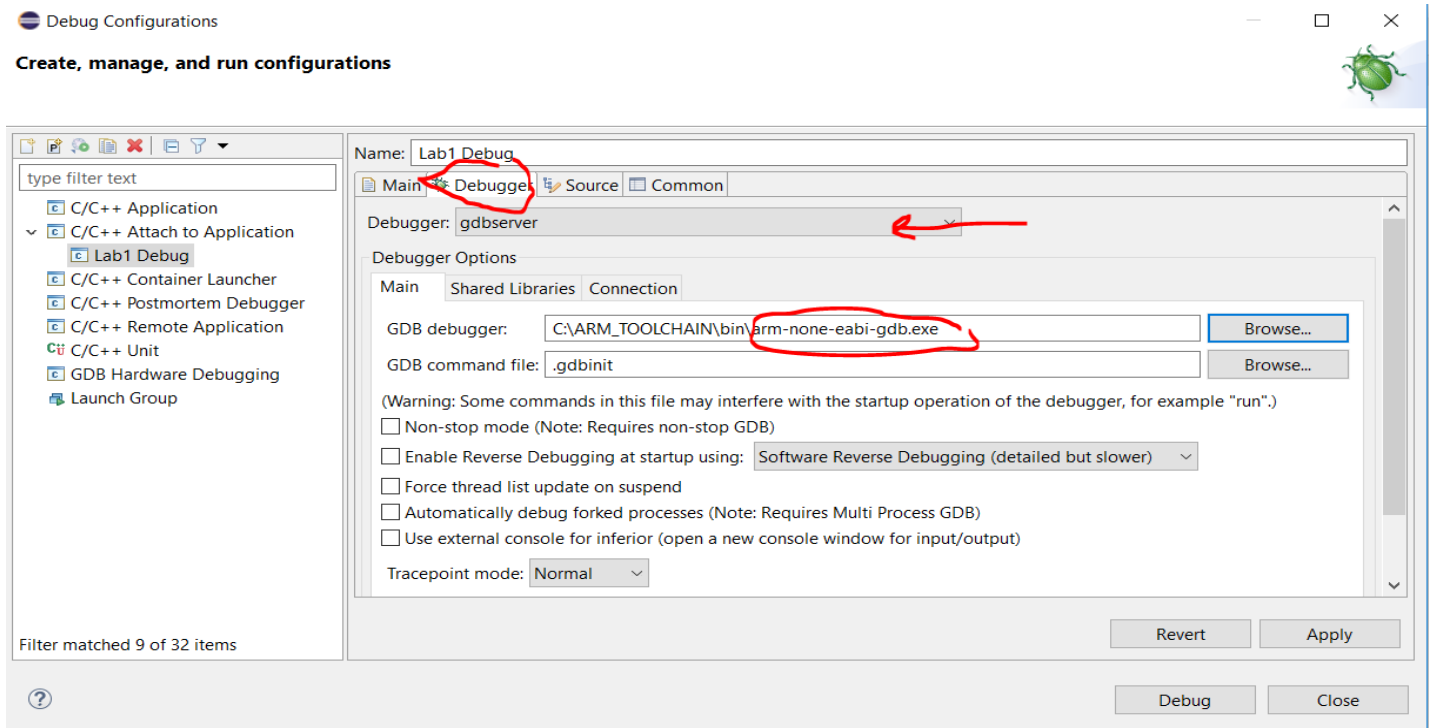 Debug Configurations
Create, manage, and run configurations
type filter text
C/C++ Application
C/C++ Attach to Application
Lab1 Debug
C/C++ Container Launcher
C/C++ Postmortem Debugger
C/C++ Remote Application
C/C++ Unit
GDB Hardware Debugging
Launch Group
Filter matched 9 of 32 items
Name: Lab1 Debug
Main Debugger Source Common
Debugger: gdbserver
Debugger Options
Main Shared Libraries Connection
GDB debugger: C:\ARM_TOOLCHAIN\bin\arm-none-eabi-gdb.exe Browse...
GDB command file: .gdbinit Browse...
(Warning: Some commands in this file may interfere with the startup operation of the debugger, for example "run".)
Non-stop mode (Note: Requires non-stop GDB)
Enable Reverse Debugging at startup using: Software Reverse Debugging (detailed but slower)
Force thread list update on suspend
Automatically debug forked processes (Note: Requires Multi Process GDB)
Use external console for inferior (open a new console window for input/output)
Tracepoint mode: Normal
Revert Apply
Debug Close